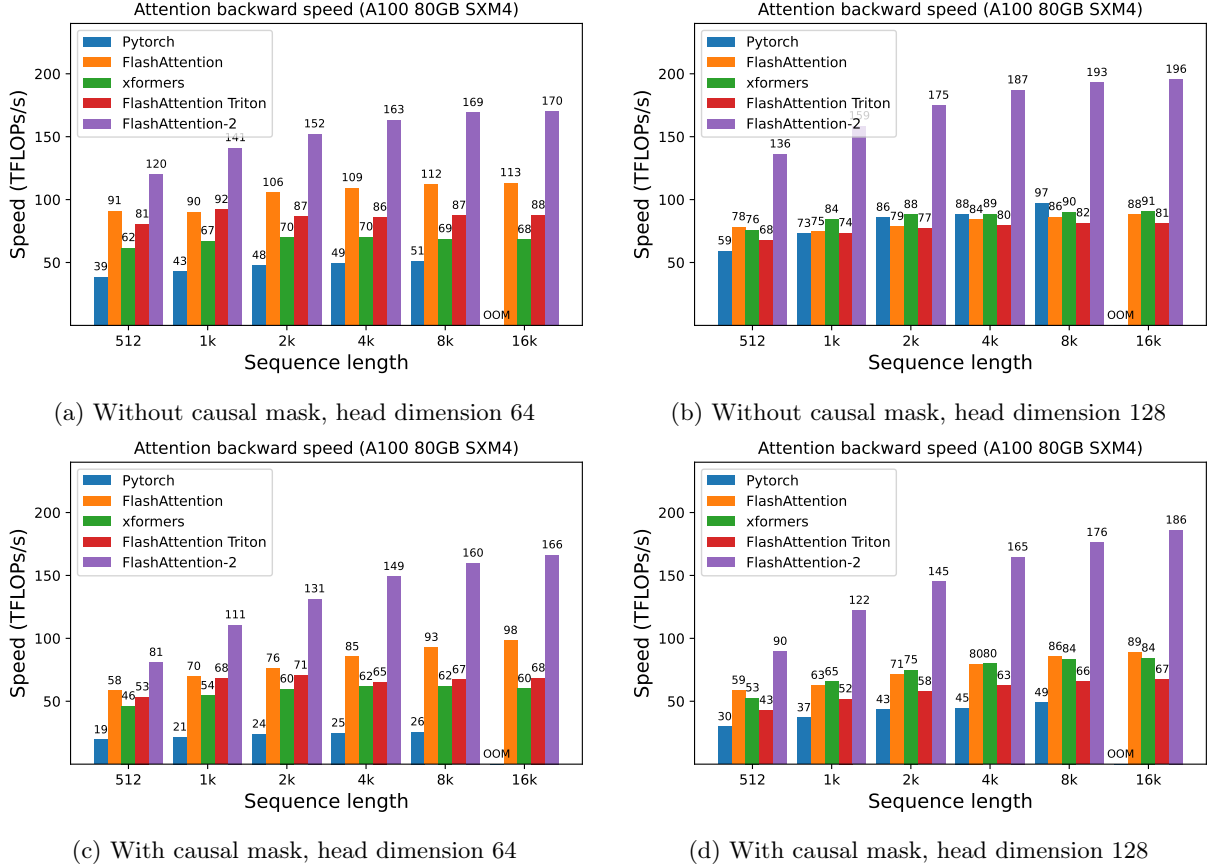 Attention backward speed (A100 80GB SXM4)
Speed (TFLOPs/s)
200
150
100
50
Pytorch
FlashAttention
xformers
FlashAttention Triton
FlashAttention-2
39 91 62 81 120
43 90 67 92 141
48 106 70 87 152
49 109 70 86 163
51 112 69 87 169
OOM 113 68 88 170
512 1k 2k 4k 8k 16k
Sequence length
(a) Without causal mask, head dimension 64
Attention backward speed (A100 80GB SXM4)
Speed (TFLOPs/s)
200
150
100
50
Pytorch
FlashAttention
xformers
FlashAttention Triton
FlashAttention-2
59 78 76 68 136
73 75 84 74 159
86 79 88 77 175
88 84 89 80 187
97 86 90 82 193
OOM 88 91 81 196
512 1k 2k 4k 8k 16k
Sequence length
(b) Without causal mask, head dimension 128
Attention backward speed (A100 80GB SXM4)
Speed (TFLOPs/s)
200
150
100
50
Pytorch
FlashAttention
xformers
FlashAttention Triton
FlashAttention-2
19 58 46 53 81
21 70 54 68 111
24 76 60 71 131
25 85 62 65 149
26 93 62 67 160
OOM 98 60 68 166
512 1k 2k 4k 8k 16k
Sequence length
(c) With causal mask, head dimension 64
Attention backward speed (A100 80GB SXM4)
Speed (TFLOPs/s)
200
150
100
50
Pytorch
FlashAttention
xformers
FlashAttention Triton
FlashAttention-2
30 59 53 43 90
37 63 65 52 122
43 71 75 58 145
45 80 80 63 165
49 86 84 66 176
OOM 89 84 67 186
512 1k 2k 4k 8k 16k
Sequence length
(d) With causal mask, head dimension 128